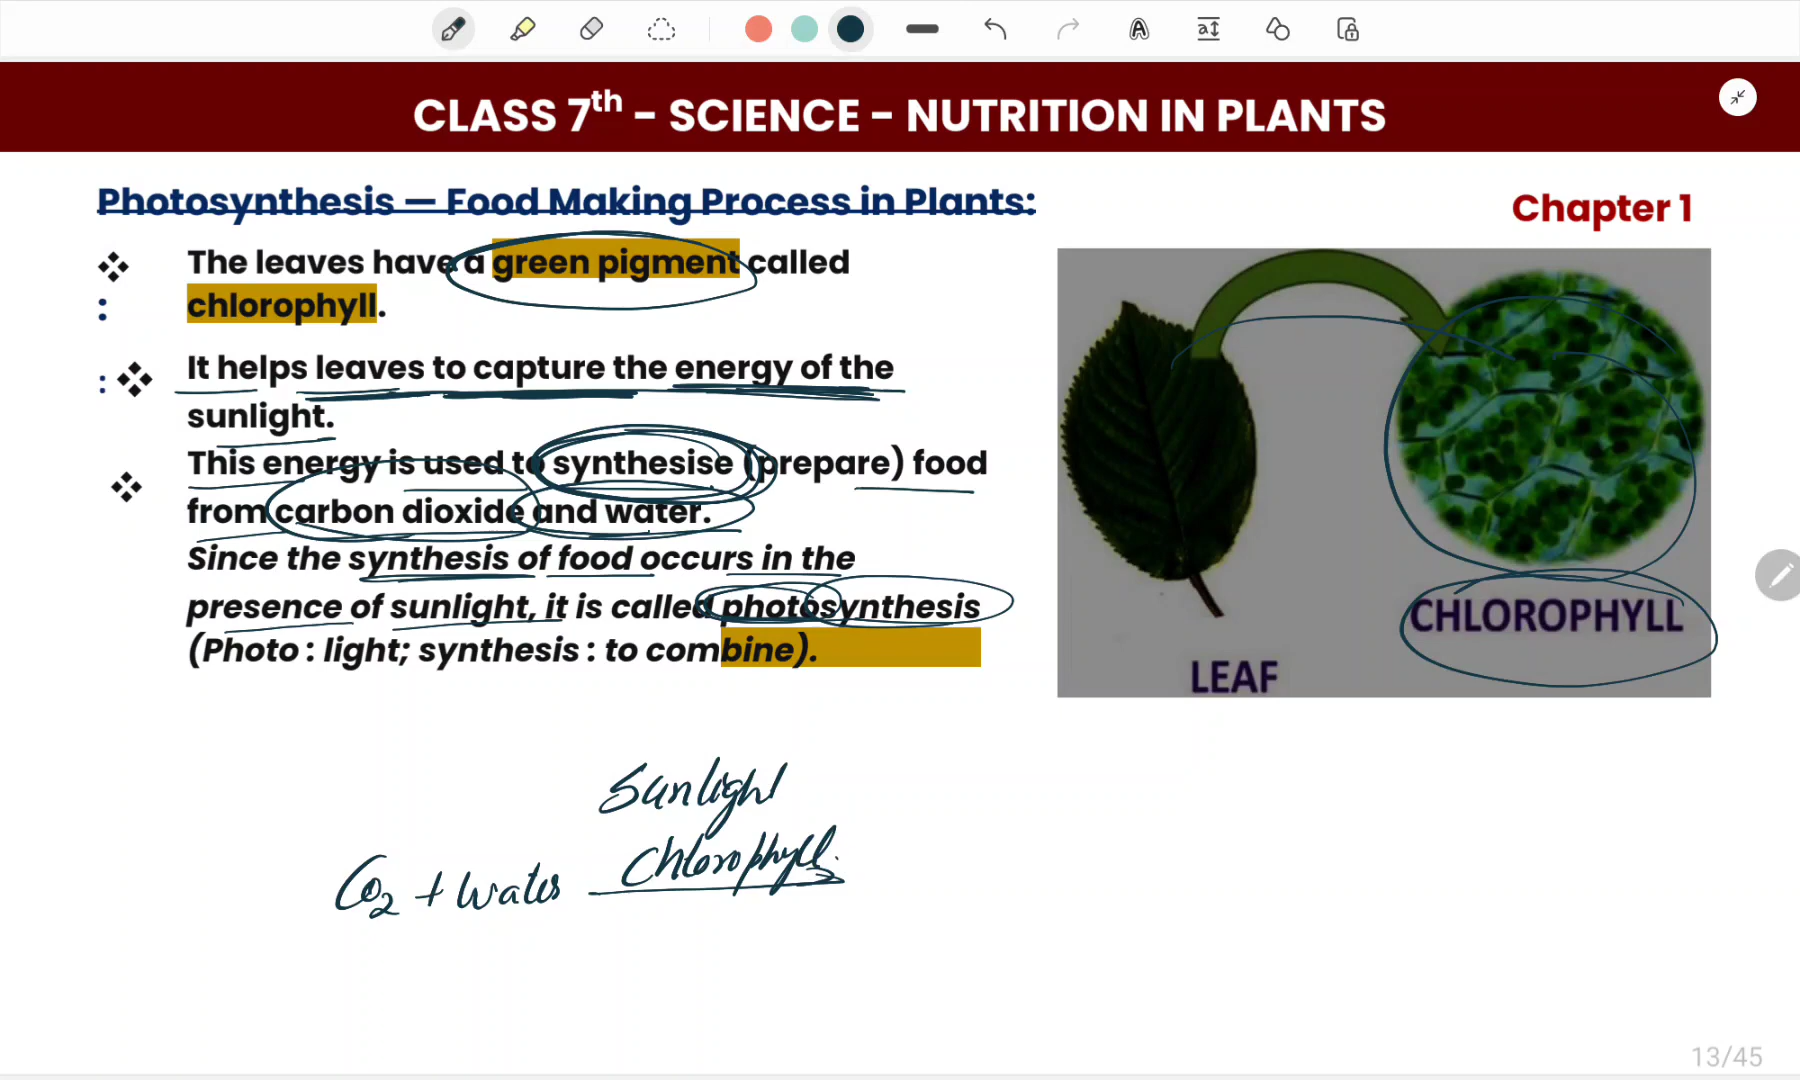 CLASS 7th - SCIENCE - NUTRITION IN PLANTS
Photosynthesis — Food Making Process in Plants:
Chapter 1
The leaves have a green pigment called
: chlorophyll.
: It helps leaves to capture the energy of the
sunlight.
This energy is used to synthesise (prepare) food
from carbon dioxide and water.
Since the synthesis of food occurs in the
presence of sunlight, it is called photosynthesis
(Photo : light; synthesis : to combine).
CHLOROPHYLL
LEAF
Sunlight
Chlorophyll.
CO2 + Water
13/45